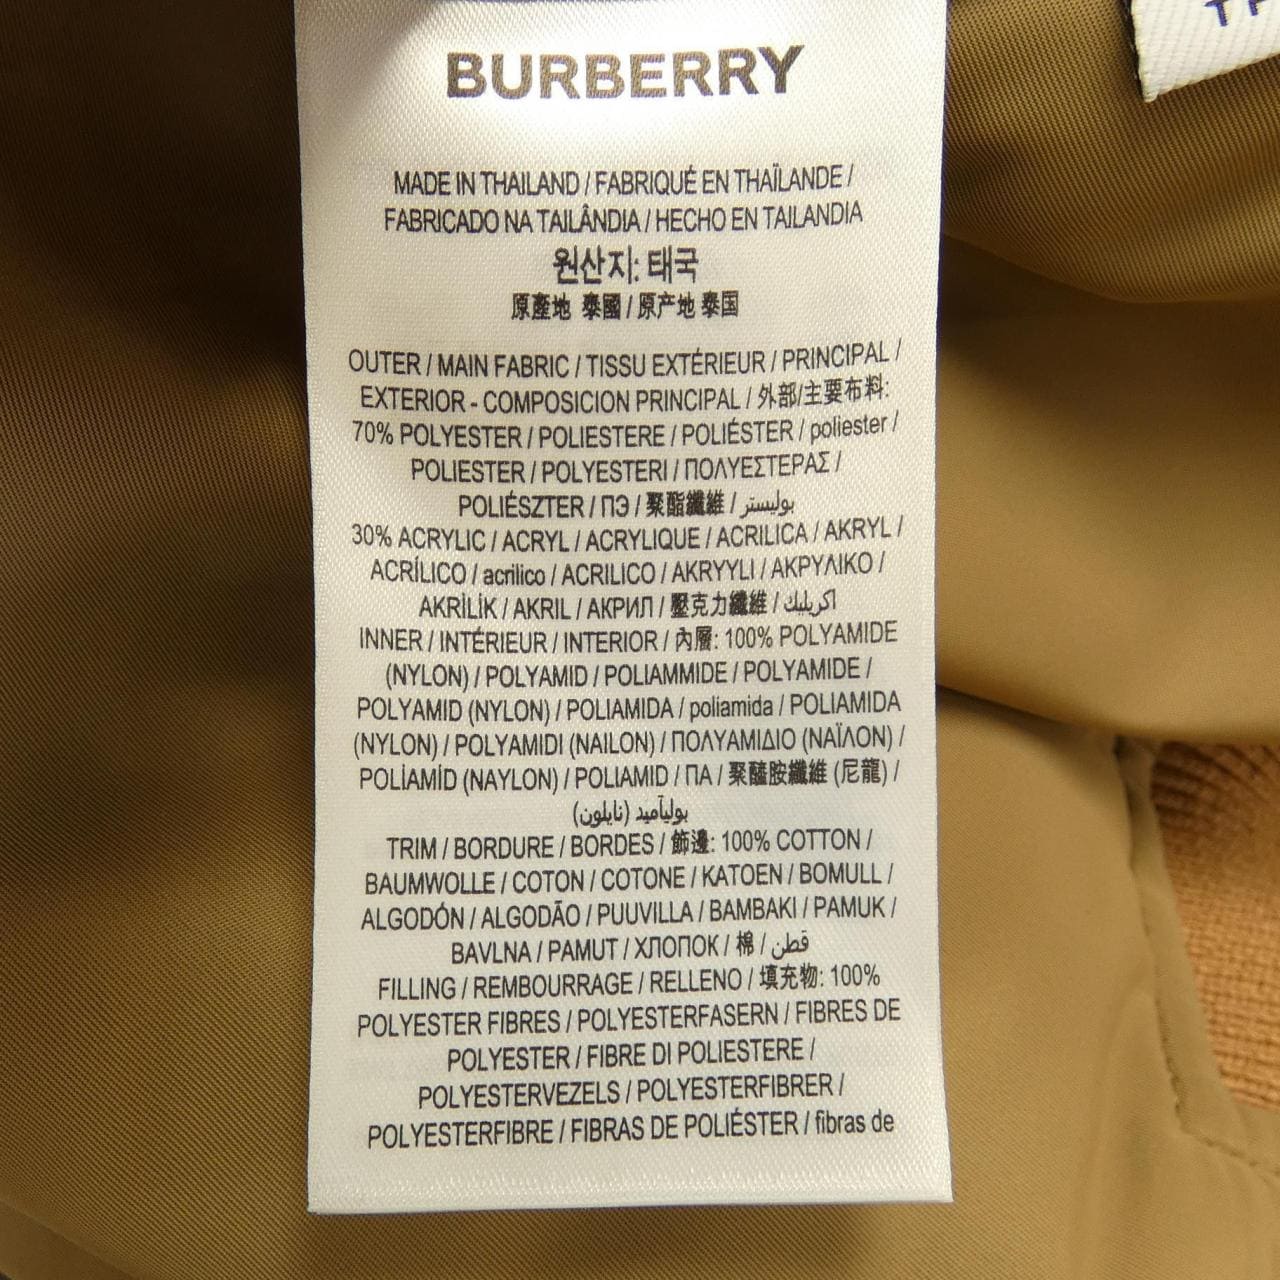 BURBERRY
MADE IN THAILAND / FABRIQUÉ EN THAÏLANDE /
FABRICADO NA TAILÂNDIA / HECHO EN TAILANDIA
원산지: 태국
原產地 泰國 / 原产地 泰国
OUTER / MAIN FABRIC / TISSU EXTÉRIEUR / PRINCIPAL /
EXTERIOR - COMPOSICION PRINCIPAL / 外部/主要布料:
70% POLYESTER / POLIESTERE / POLIÉSTER / poliester /
POLIESTER / POLYESTERI / ΠΟΛΥΕΣΤΕΡΑΣ /
POLIÉSZTER / ПЭ / 聚酯纖維 / بوليستر
30% ACRYLIC / ACRYL / ACRYLIQUE / ACRILICA / AKRYL /
ACRÍLICO / acrilico / ACRILICO / AKRYYLI / ΑΚΡΥΛΙΚΟ /
AKRİLİK / AKRIL / АКРИЛ / 壓克力纖維 / اكريليك
INNER / INTÉRIEUR / INTERIOR / 內層: 100% POLYAMIDE
(NYLON) / POLYAMID / POLIAMMIDE / POLYAMIDE /
POLYAMID (NYLON) / POLIAMIDA / poliamida / POLIAMIDA
(NYLON) / POLYAMIDI (NAILON) / ΠΟΛΥΑΜΙΔΙΟ (ΝΑΪΛΟΝ) /
POLİAMİD (NAYLON) / POLIAMID / ПА / 聚醯胺纖維 (尼龍) /
بولیآمید (نایلون)
TRIM / BORDURE / BORDES / 飾邊: 100% COTTON /
BAUMWOLLE / COTON / COTONE / KATOEN / BOMULL /
ALGODÓN / ALGODÃO / PUUVILLA / BAMBAKI / PAMUK /
BAVLNA / PAMUT / ХЛОПОК / 棉 / قطن
FILLING / REMBOURRAGE / RELLENO / 填充物: 100%
POLYESTER FIBRES / POLYESTERFASERN / FIBRES DE
POLYESTER / FIBRE DI POLIESTERE /
POLYESTERVEZELS / POLYESTERFIBRER /
POLYESTERFIBRE / FIBRAS DE POLIÉSTER / fibras de